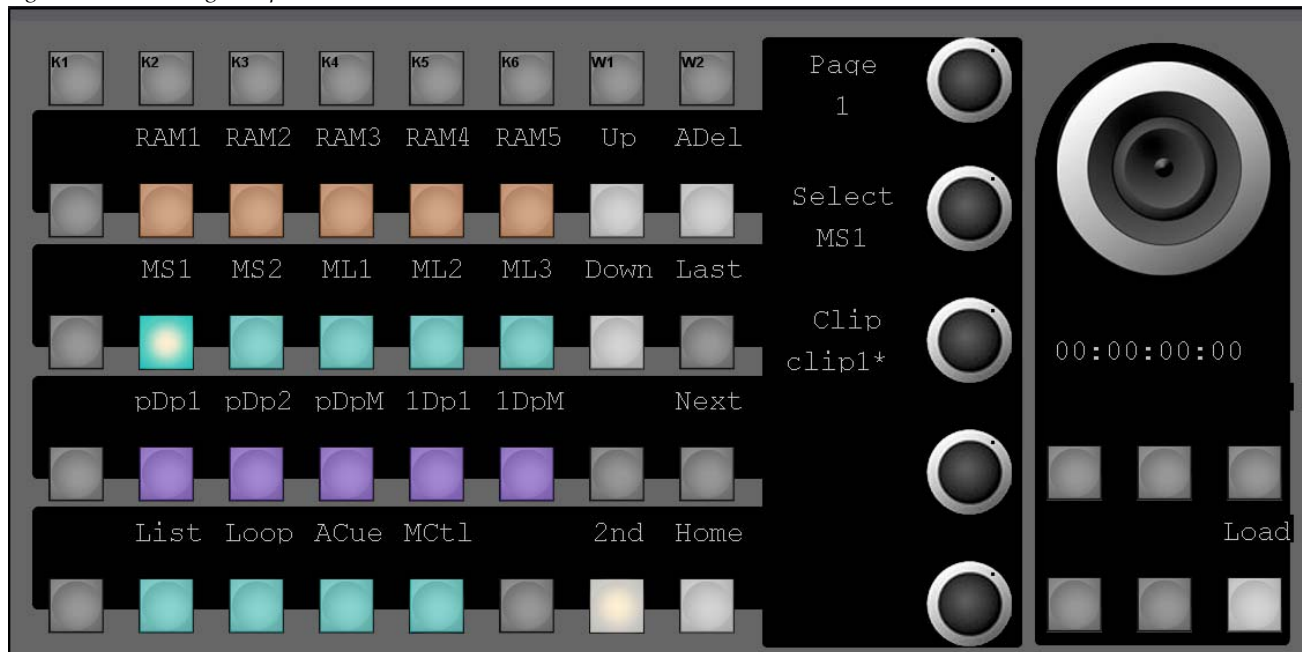 K1 K2 K3 K4 K5 K6 W1 W2
Page
1
RAM1 RAM2 RAM3 RAM4 RAM5 Up ADel
Select
MS1
MS1 MS2 ML1 ML2 ML3 Down Last
Clip
clip1*
00:00:00:00
pDp1 pDp2 pDpM 1Dp1 1DpM Next
List Loop ACue MCtl 2nd Home
Load